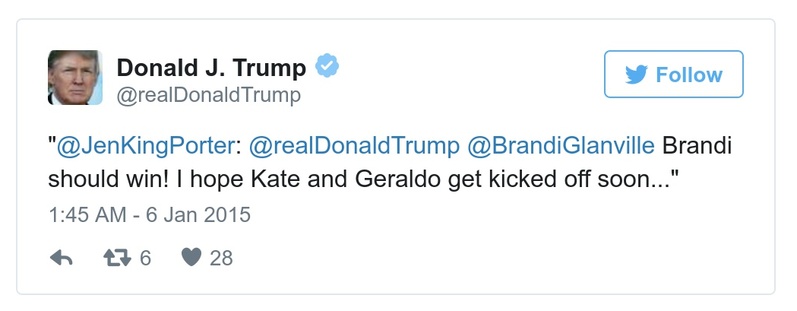 Donald J. Trump
@realDonaldTrump
Follow
"@JenKingPorter: @realDonaldTrump @BrandiGlanville Brandi
should win! I hope Kate and Geraldo get kicked off soon..."
1:45 AM - 6 Jan 2015
6
28